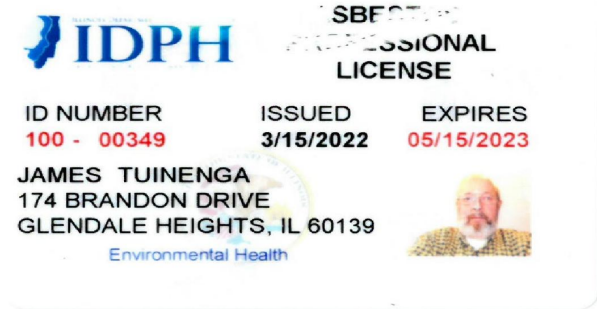 IDPH
LICENSE
ID NUMBER
100 - 00349
ISSUED
3/15/2022
EXPIRES
05/15/2023
JAMES TUINENGA
174 BRANDON DRIVE
GLENDALE HEIGHTS, IL 60139
Environmental Health